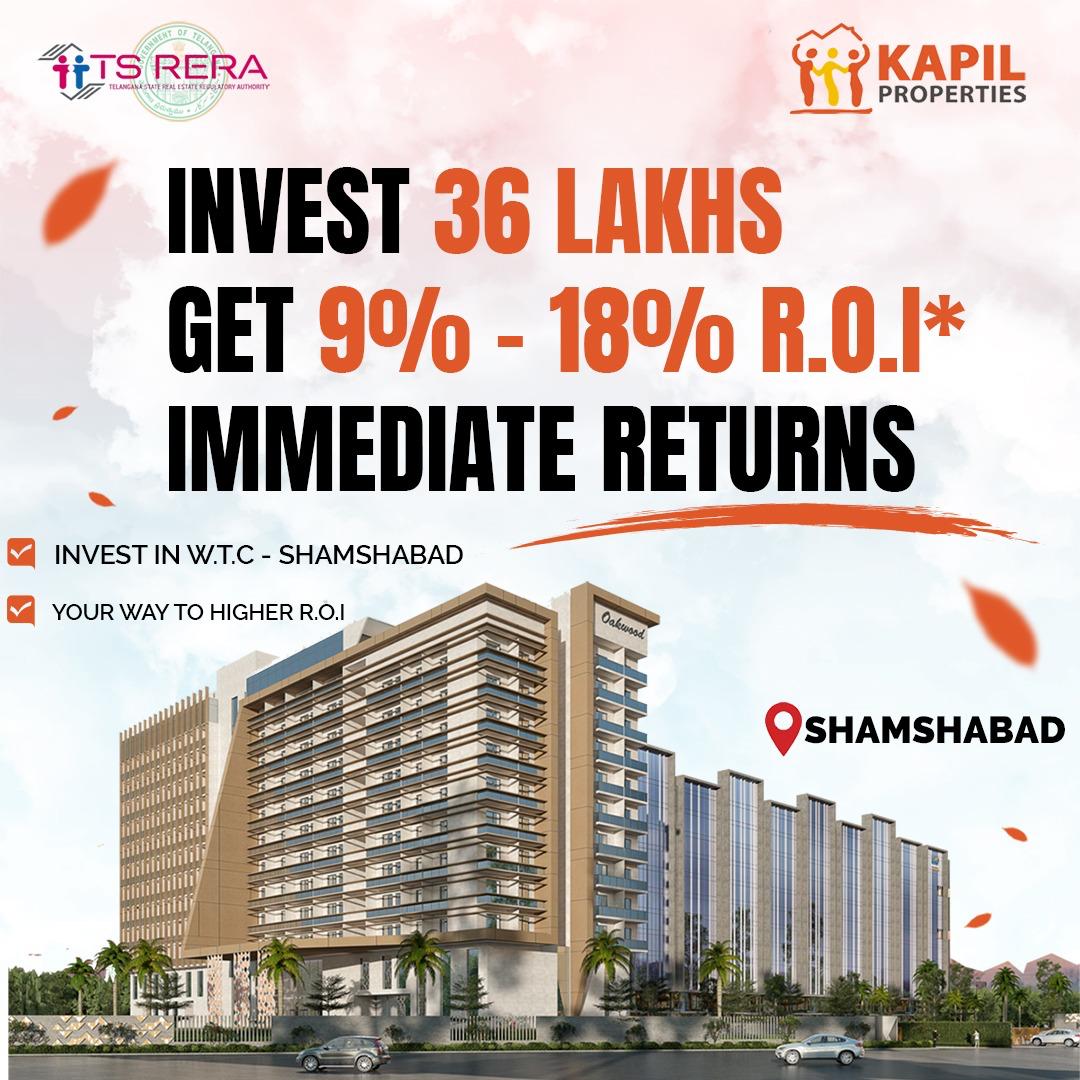 TS RERA
TELANGANA STATE REAL ESTATE REGULATORY AUTHORITY
KAPIL
PROPERTIES
INVEST 36 LAKHS
GET 9% - 18% R.O.I*
IMMEDIATE RETURNS
INVEST IN W.T.C - SHAMSHABAD
YOUR WAY TO HIGHER R.O.I
Oakwood
SHAMSHABAD